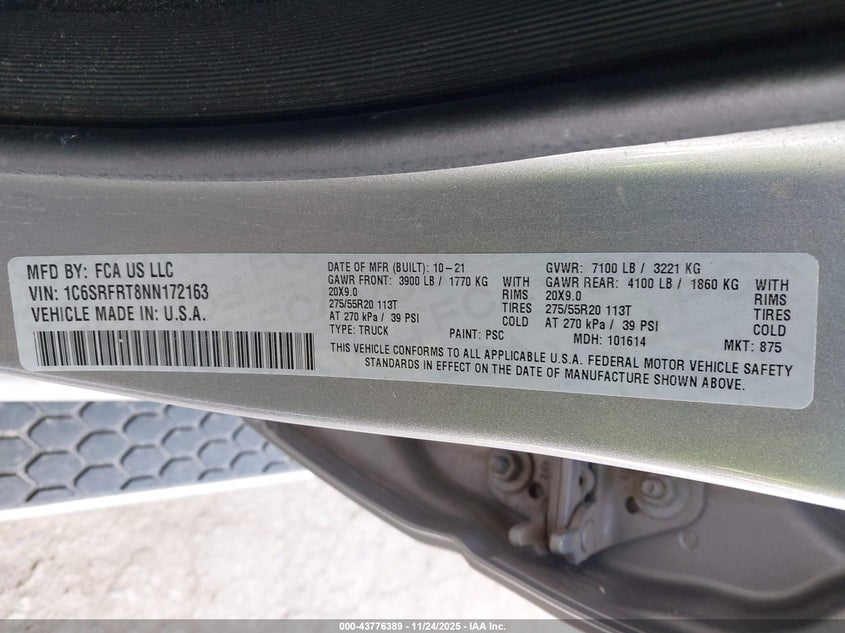 MFD BY: FCA US LLC
VIN: 1C6SRFRT8NN172163
VEHICLE MADE IN: U.S.A.
DATE OF MFR (BUILT): 10-21
GAWR FRONT: 3900 LB / 1770 KG WITH
20X9.0 RIMS
275/55R20 113T TIRES
AT 270 kPa / 39 PSI COLD
TYPE: TRUCK PAINT: PSC
GVWR: 7100 LB / 3221 KG
GAWR REAR: 4100 LB / 1860 KG WITH
20X9.0 RIMS
275/55R20 113T TIRES
AT 270 kPa / 39 PSI COLD
MDH: 101614 MKT: 875
THIS VEHICLE CONFORMS TO ALL APPLICABLE U.S.A. FEDERAL MOTOR VEHICLE SAFETY
STANDARDS IN EFFECT ON THE DATE OF MANUFACTURE SHOWN ABOVE.
000-43776389 - 11/24/2025 - IAA Inc.